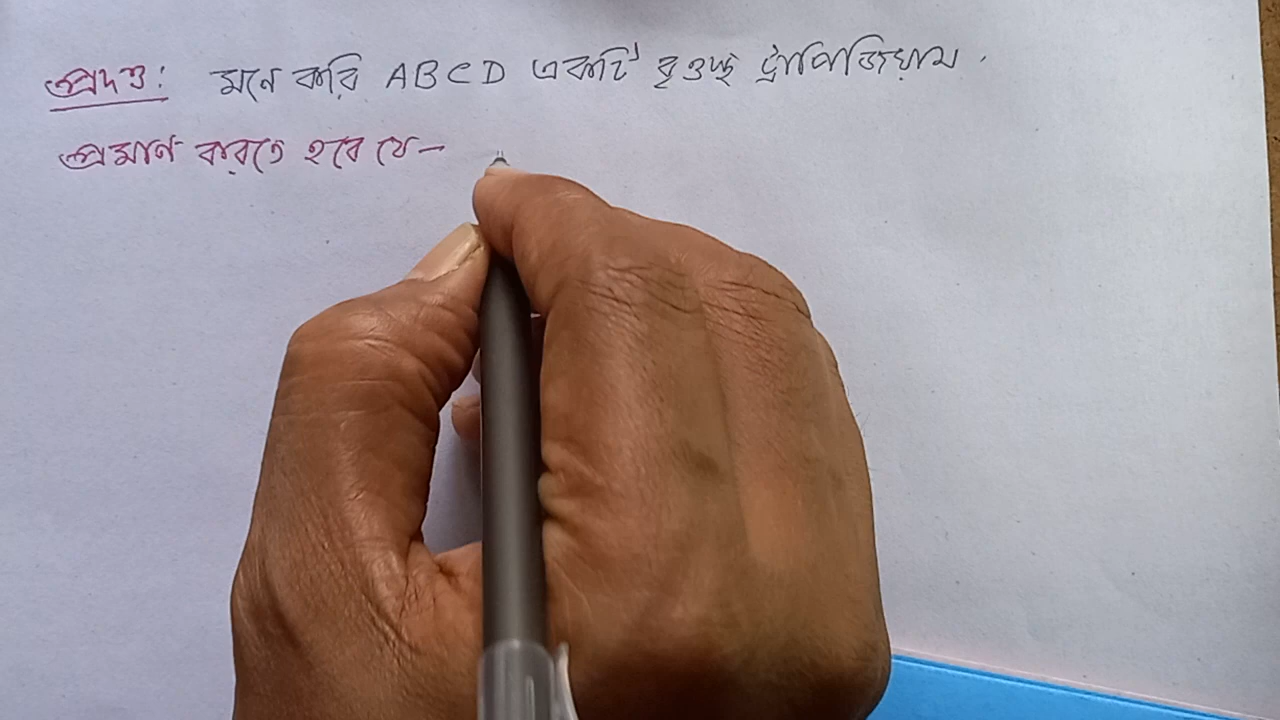 প্রদত্ত: মনে করি ABCD একটি বৃত্তস্থ ট্রাপিজিয়াম.
প্রমাণ করতে হবে যে-